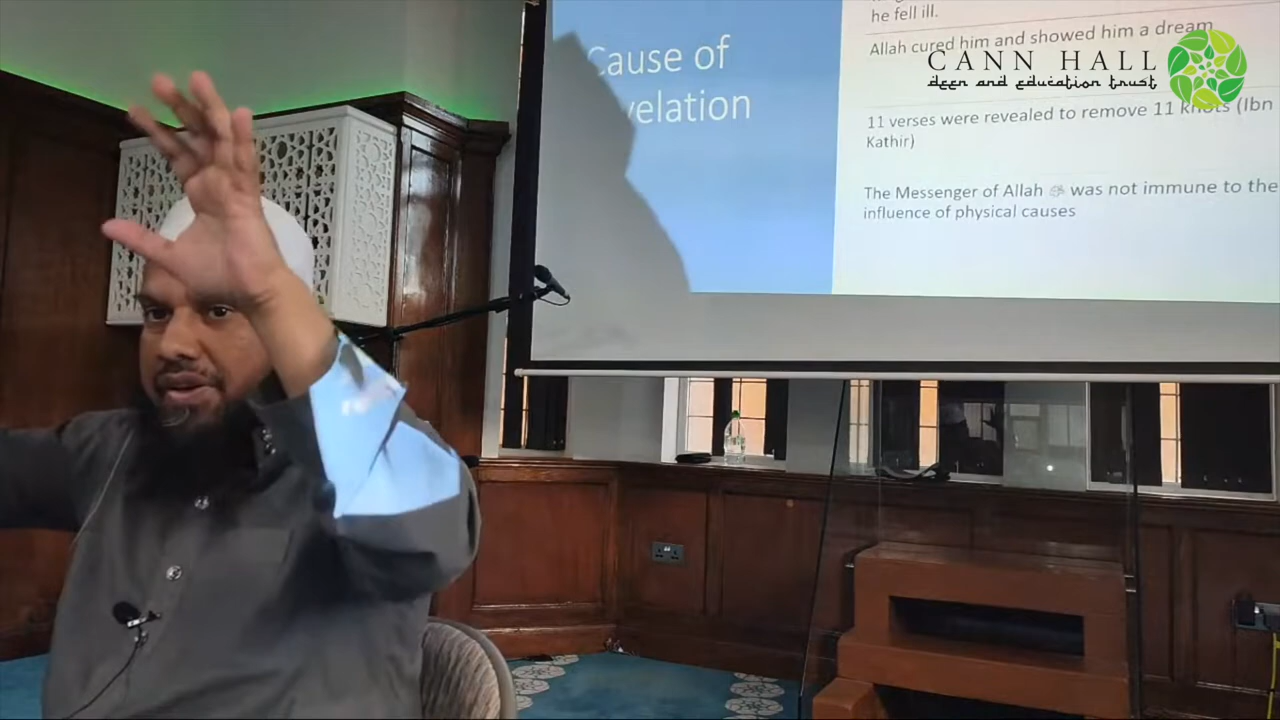 Cause of
velation
he fell ill.
Allah cured him and showed him a dream
CANN HALL
deen and education trust
11 verses were revealed to remove 11 knots (Ibn
Kathir)
The Messenger of Allah ﷺ was not immune to the
influence of physical causes